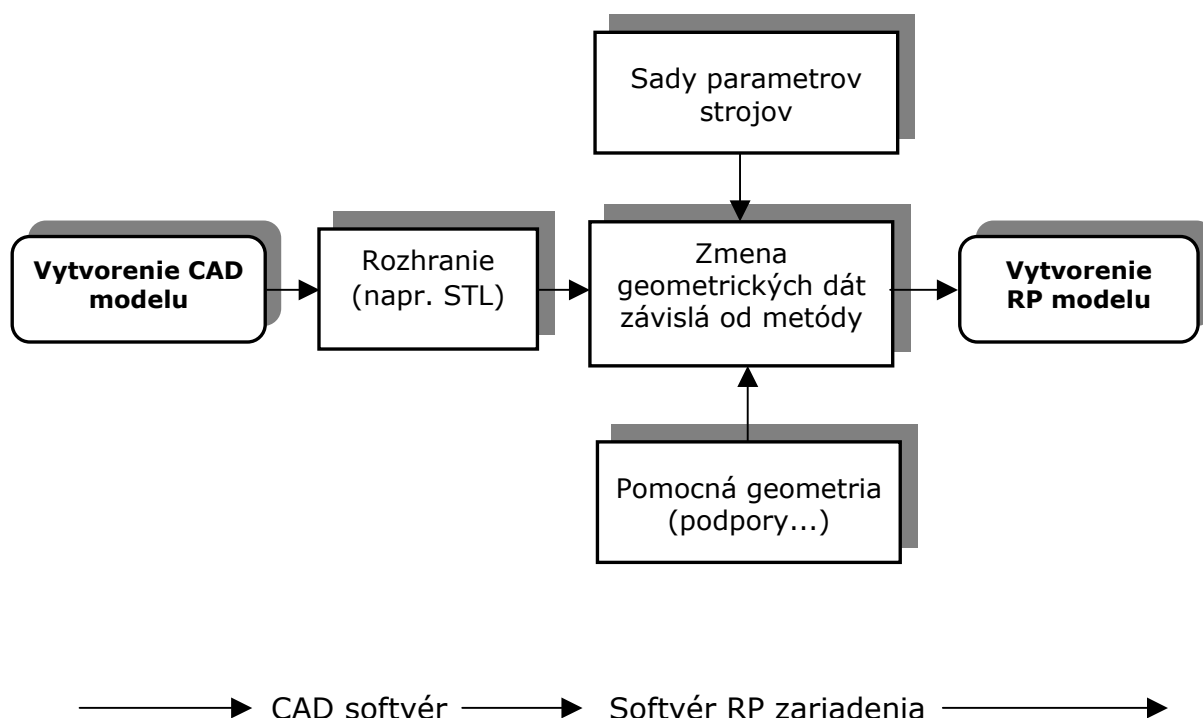 Sady parametrov
strojov
Vytvorenie CAD
modelu
Rozhranie
(napr. STL)
Zmena
geometrických dát
závislá od metódy
Vytvorenie
RP modelu
Pomocná geometria
(podpory...)
CAD softvér
Softvér RP zariadenia